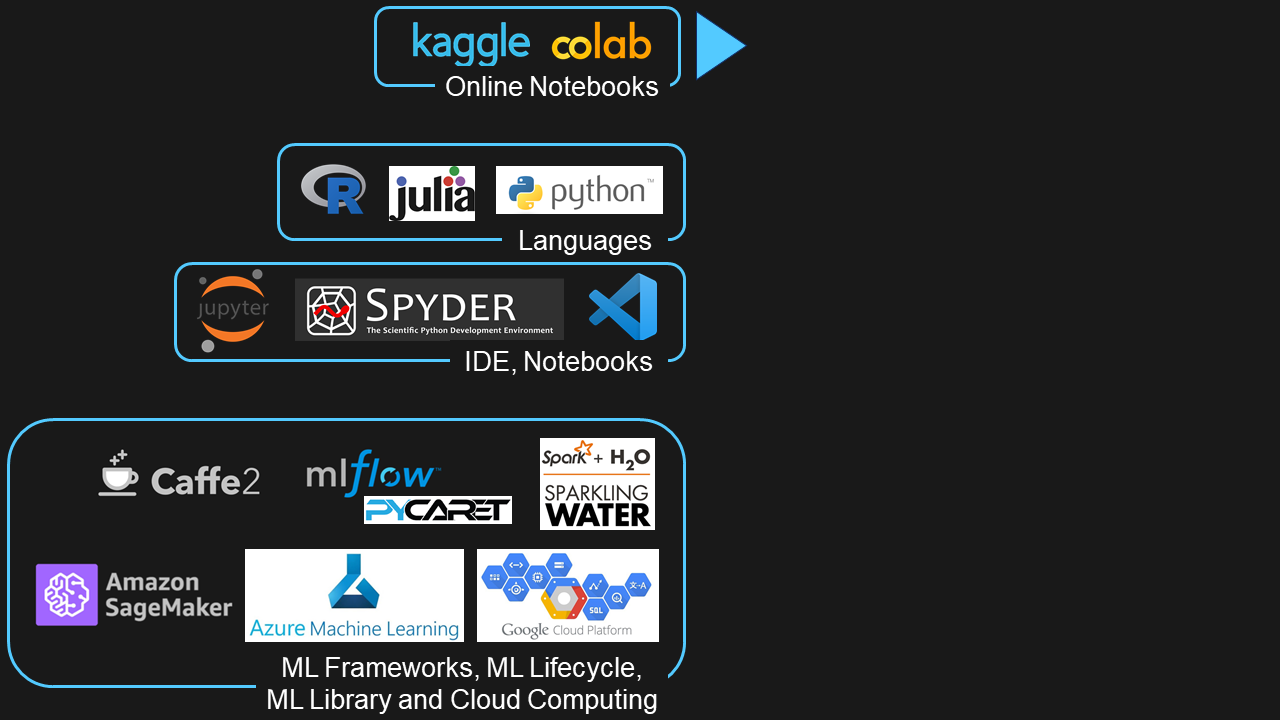 kaggle colab
Online Notebooks
R julia python™
Languages
jupyter SPYDER
The Scientific Python Development Environment
IDE, Notebooks
Caffe2 mlflow™ Spark + H2O
PYCARET SPARKLING
WATER
Amazon
SageMaker
Azure Machine Learning
SQL 文-A
Google Cloud Platform
ML Frameworks, ML Lifecycle,
ML Library and Cloud Computing